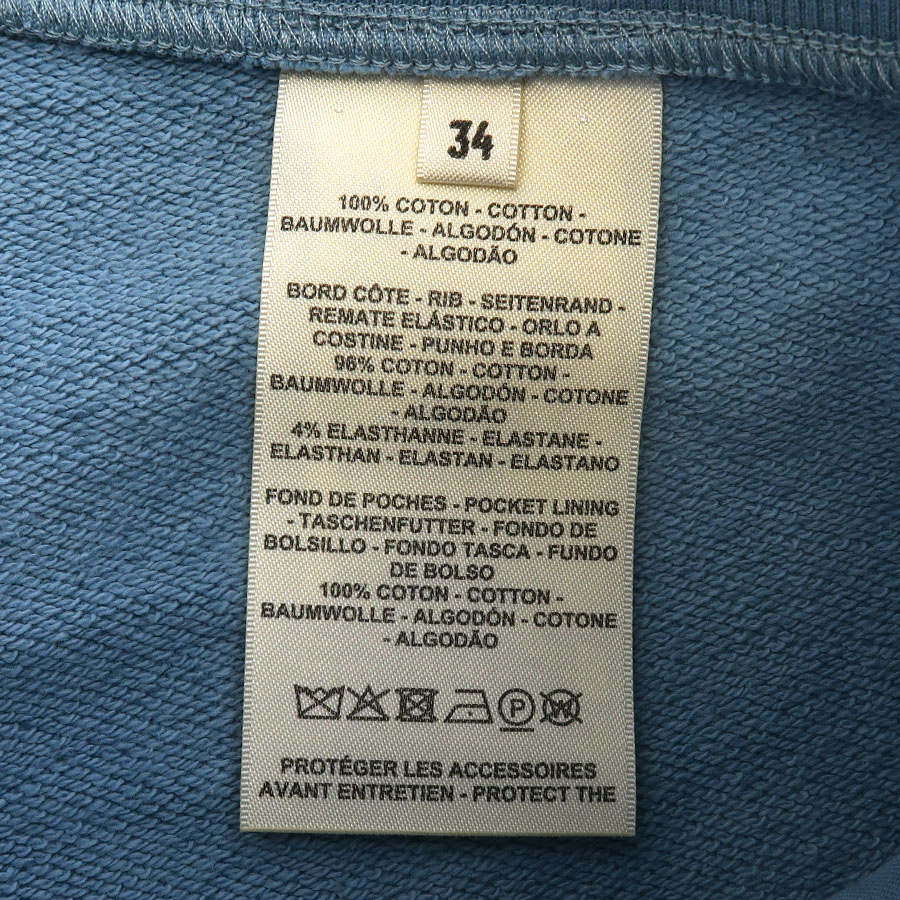 34
100% COTON - COTTON -
BAUMWOLLE - ALGODÓN - COTONE
- ALGODÃO
BORD CÔTE - RIB - SEITENRAND -
REMATE ELÁSTICO - ORLO A
COSTINE - PUNHO E BORDA
96% COTON - COTTON -
BAUMWOLLE - ALGODÓN - COTONE
- ALGODÃO
4% ELASTHANNE - ELASTANE -
ELASTHAN - ELASTAN - ELASTANO
FOND DE POCHES - POCKET LINING
- TASCHENFUTTER - FONDO DE
BOLSILLO - FONDO TASCA - FUNDO
DE BOLSO
100% COTON - COTTON -
BAUMWOLLE - ALGODÓN - COTONE
- ALGODÃO
P W
PROTÉGER LES ACCESSOIRES
AVANT ENTRETIEN - PROTECT THE